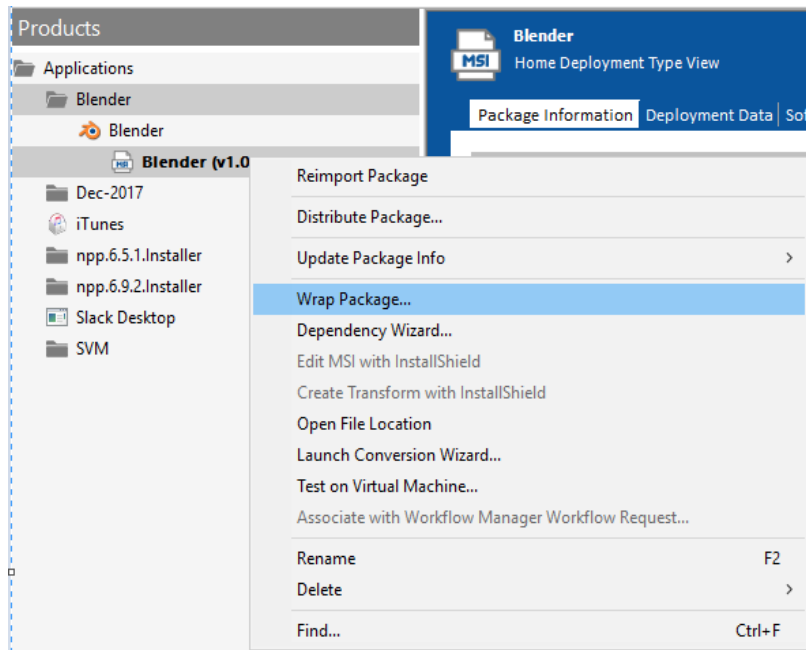 Products
Applications
Blender
Blender
Blender (v1.0
Dec-2017
iTunes
npp.6.5.1.Installer
npp.6.9.2.Installer
Slack Desktop
SVM
MSI
Blender
Home Deployment Type View
Package Information Deployment Data Sof
Reimport Package
Distribute Package...
Update Package Info
Wrap Package...
Dependency Wizard...
Edit MSI with InstallShield
Create Transform with InstallShield
Open File Location
Launch Conversion Wizard...
Test on Virtual Machine...
Associate with Workflow Manager Workflow Request...
Rename F2
Delete
Find... Ctrl+F